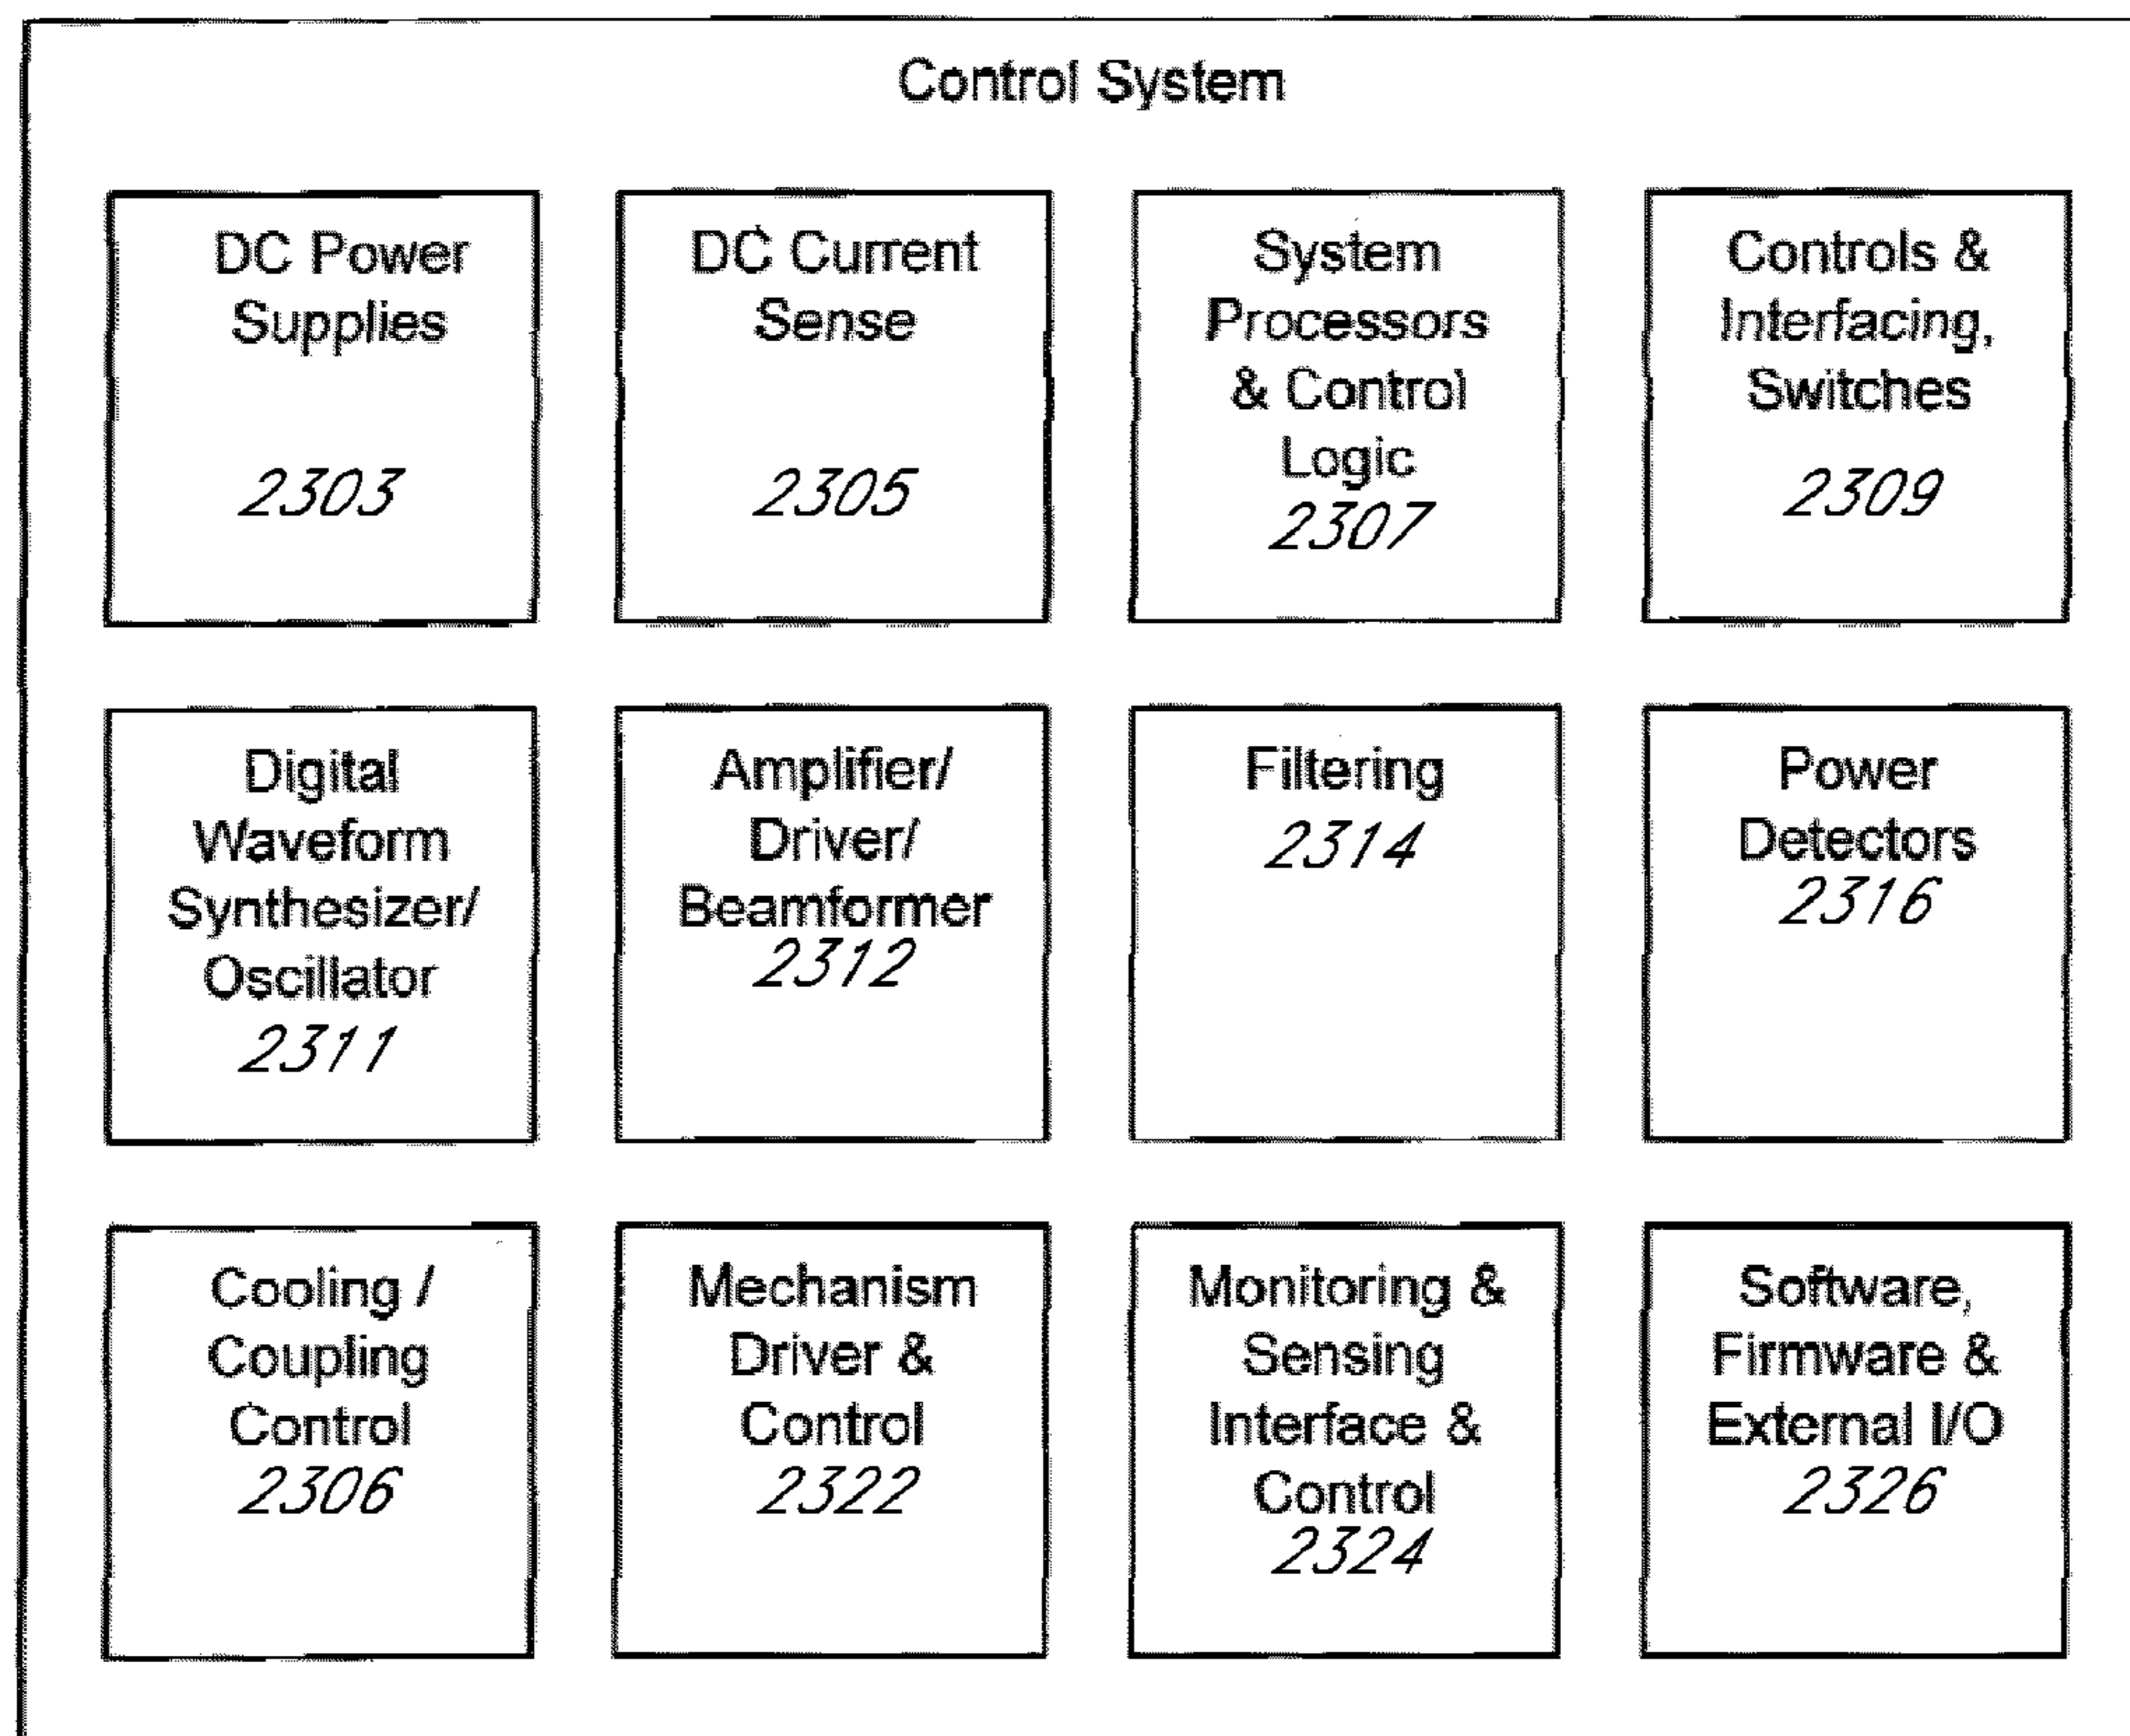 Control System
DC Power
Supplies
2303
DC Current
Sense
2305
System
Processors
& Control
Logic
2307
Controls &
Interfacing,
Switches
2309
Digital
Waveform
Synthesizer/
Oscillator
2311
Amplifier/
Driver/
Beamformer
2312
Filtering
2314
Power
Detectors
2316
Cooling /
Coupling
Control
2306
Mechanism
Driver &
Control
2322
Monitoring &
Sensing
Interface &
Control
2324
Software,
Firmware &
External I/O
2326